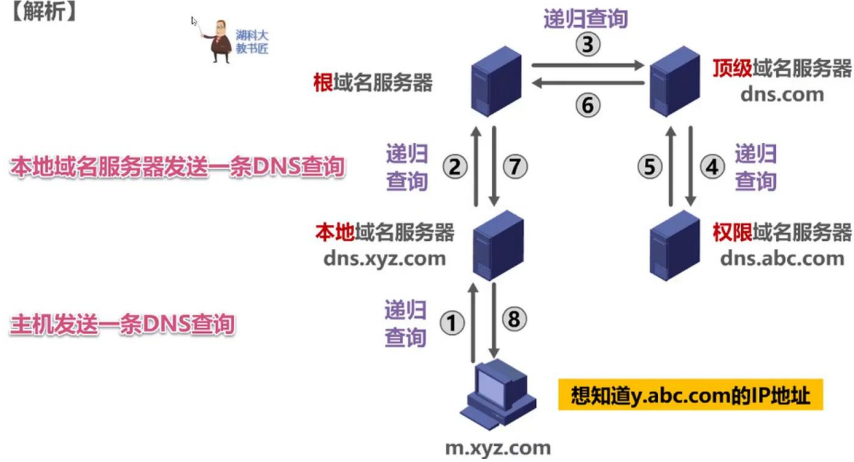 【解析】
湖科大
教书匠
递归查询
③
⑥
根域名服务器
顶级域名服务器
dns.com
本地域名服务器发送一条DNS查询
递归
查询
②
⑦
⑤
④
递归
查询
本地域名服务器
dns.xyz.com
权限域名服务器
dns.abc.com
主机发送一条DNS查询
递归
查询
①
⑧
想知道y.abc.com的IP地址
m.xyz.com